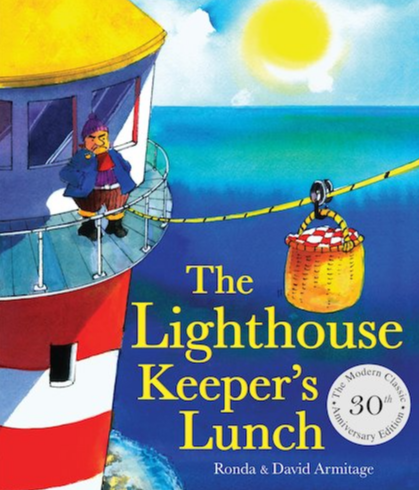 The
Lighthouse
Keeper's
Lunch
• The Modern Classic •
30th
Anniversary Edition
Ronda & David Armitage